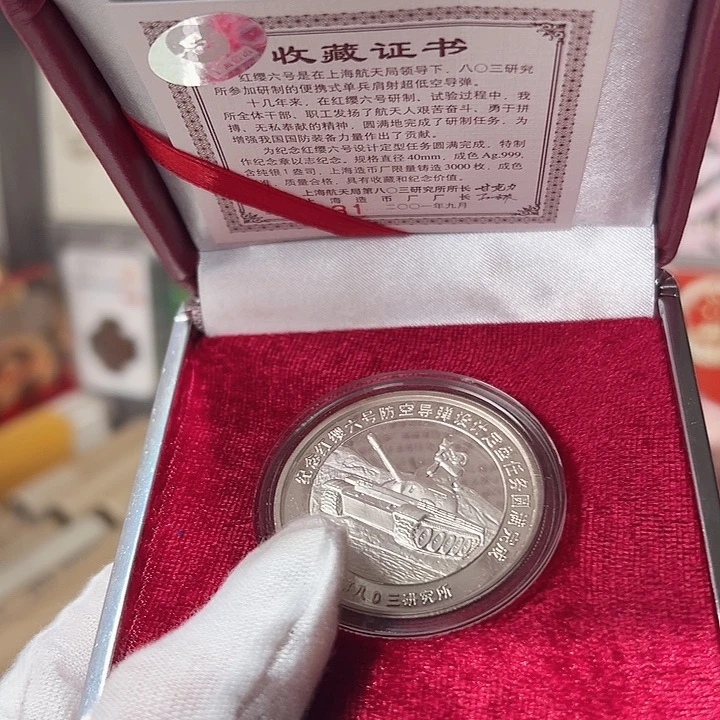 收藏证书
红缨六号是在上海航天局领导下，八〇三研究
所参加研制的便携式单兵肩射超低空导弹。
十几年来，在红缨六号研制、试验过程中，我
所全体干部、职工发扬了航天人艰苦奋斗、勇于拼
搏、无私奉献的精神，圆满地完成了研制任务，为
增强我国国防装备力量作出了贡献。
为纪念红缨六号设计定型任务圆满完成，特制
作纪念章以志纪念。规格直径40mm，成色Ag.999，
含纯银1盎司，上海造币厂限量铸造3000枚，成色
质量合格，具有收藏和纪念价值。
上海航天局第八〇三研究所所长
海造币厂厂长
31 二〇〇一年九月
纪念红缨六号防空导弹设计定型任务圆满完成
八〇三研究所